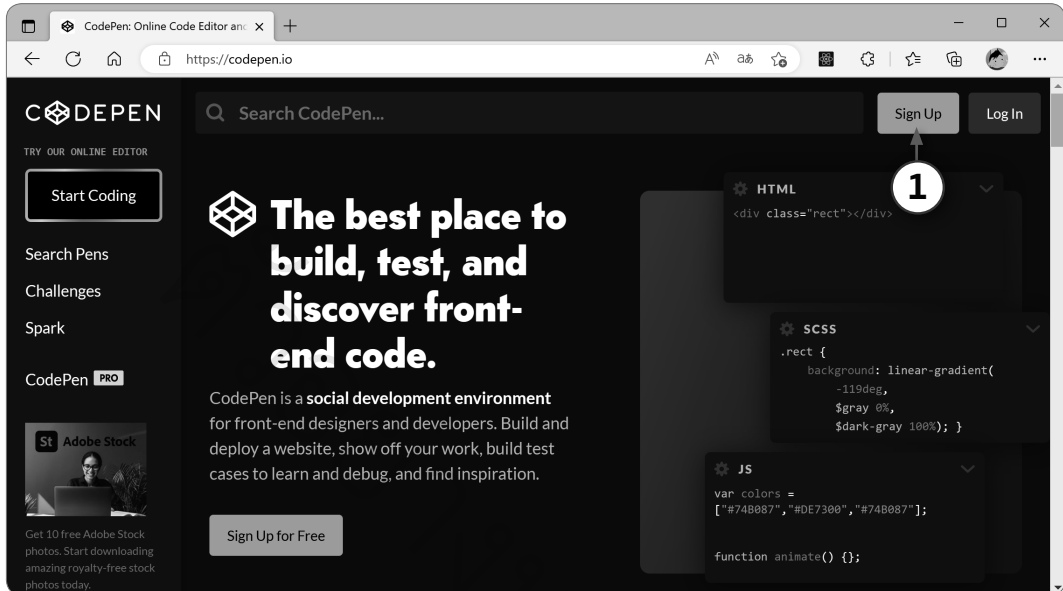 CodePen: Online Code Editor and
https://codepen.io
CODEPEN
Search CodePen...
Sign Up
Log In
1
TRY OUR ONLINE EDITOR
Start Coding
Search Pens
Challenges
Spark
CodePen PRO
St Adobe Stock
Get 10 free Adobe Stock
photos. Start downloading
amazing royalty-free stock
photos today.
The best place to
build, test, and
discover front-
end code.
CodePen is a social development environment
for front-end designers and developers. Build and
deploy a website, show off your work, build test
cases to learn and debug, and find inspiration.
Sign Up for Free
HTML
<div class="rect"></div>
SCSS
.rect {
background: linear-gradient(
-119deg,
$gray 0%,
$dark-gray 100%); }
JS
var colors =
["#74B087","#DE7300","#74B087"];
function animate() {};